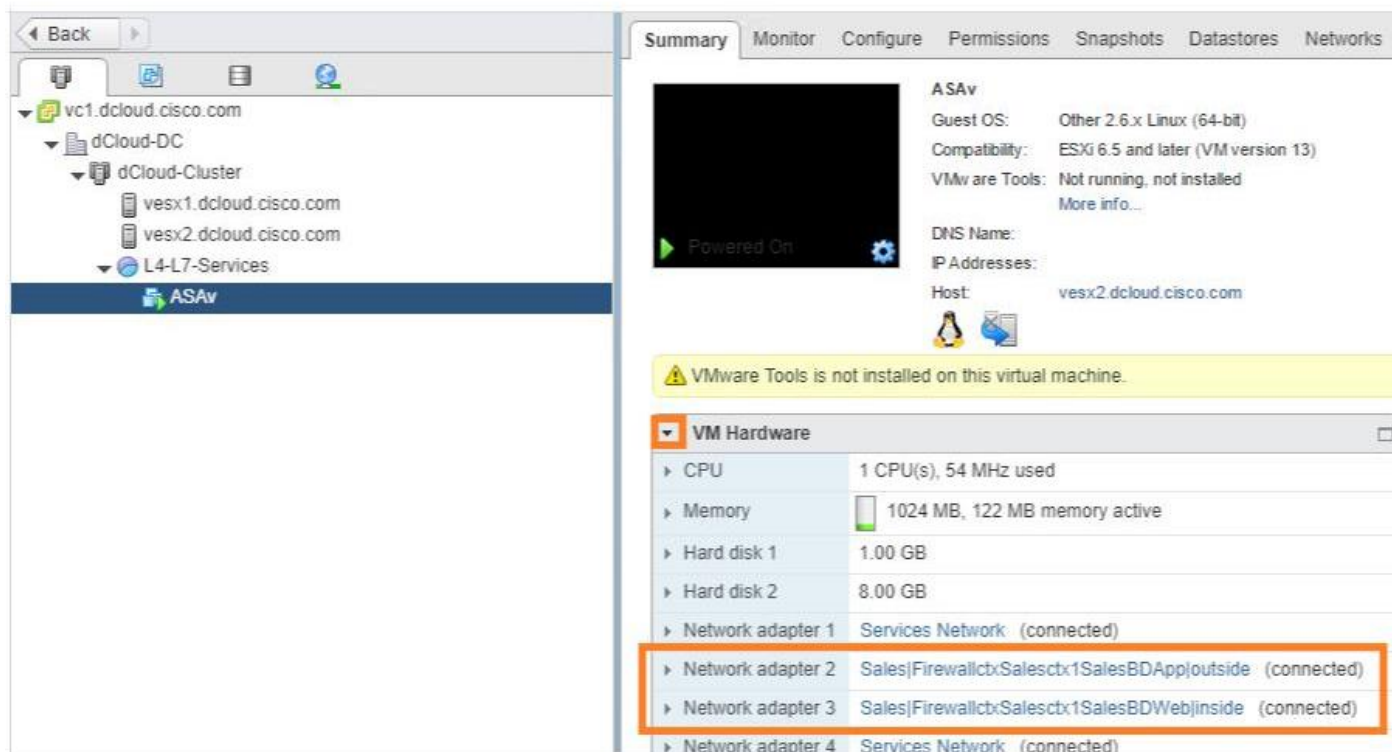 Back
vc1.dcloud.cisco.com
dCloud-DC
dCloud-Cluster
vesx1.dcloud.cisco.com
vesx2.dcloud.cisco.com
L4-L7-Services
ASAv
Summary Monitor Configure Permissions Snapshots Datastores Networks
Powered On
ASAv
Guest OS: Other 2.6.x Linux (64-bit)
Compatibility: ESXi 6.5 and later (VM version 13)
VMware Tools: Not running, not installed
More info...
DNS Name:
IP Addresses:
Host: vesx2.dcloud.cisco.com
VMware Tools is not installed on this virtual machine.
VM Hardware
CPU 1 CPU(s), 54 MHz used
Memory 1024 MB, 122 MB memory active
Hard disk 1 1.00 GB
Hard disk 2 8.00 GB
Network adapter 1 Services Network (connected)
Network adapter 2 Sales|FirewallctxSalesctx1SalesBDApp|outside (connected)
Network adapter 3 Sales|FirewallctxSalesctx1SalesBDWeb|inside (connected)
Network adapter 4 Services Network (connected)